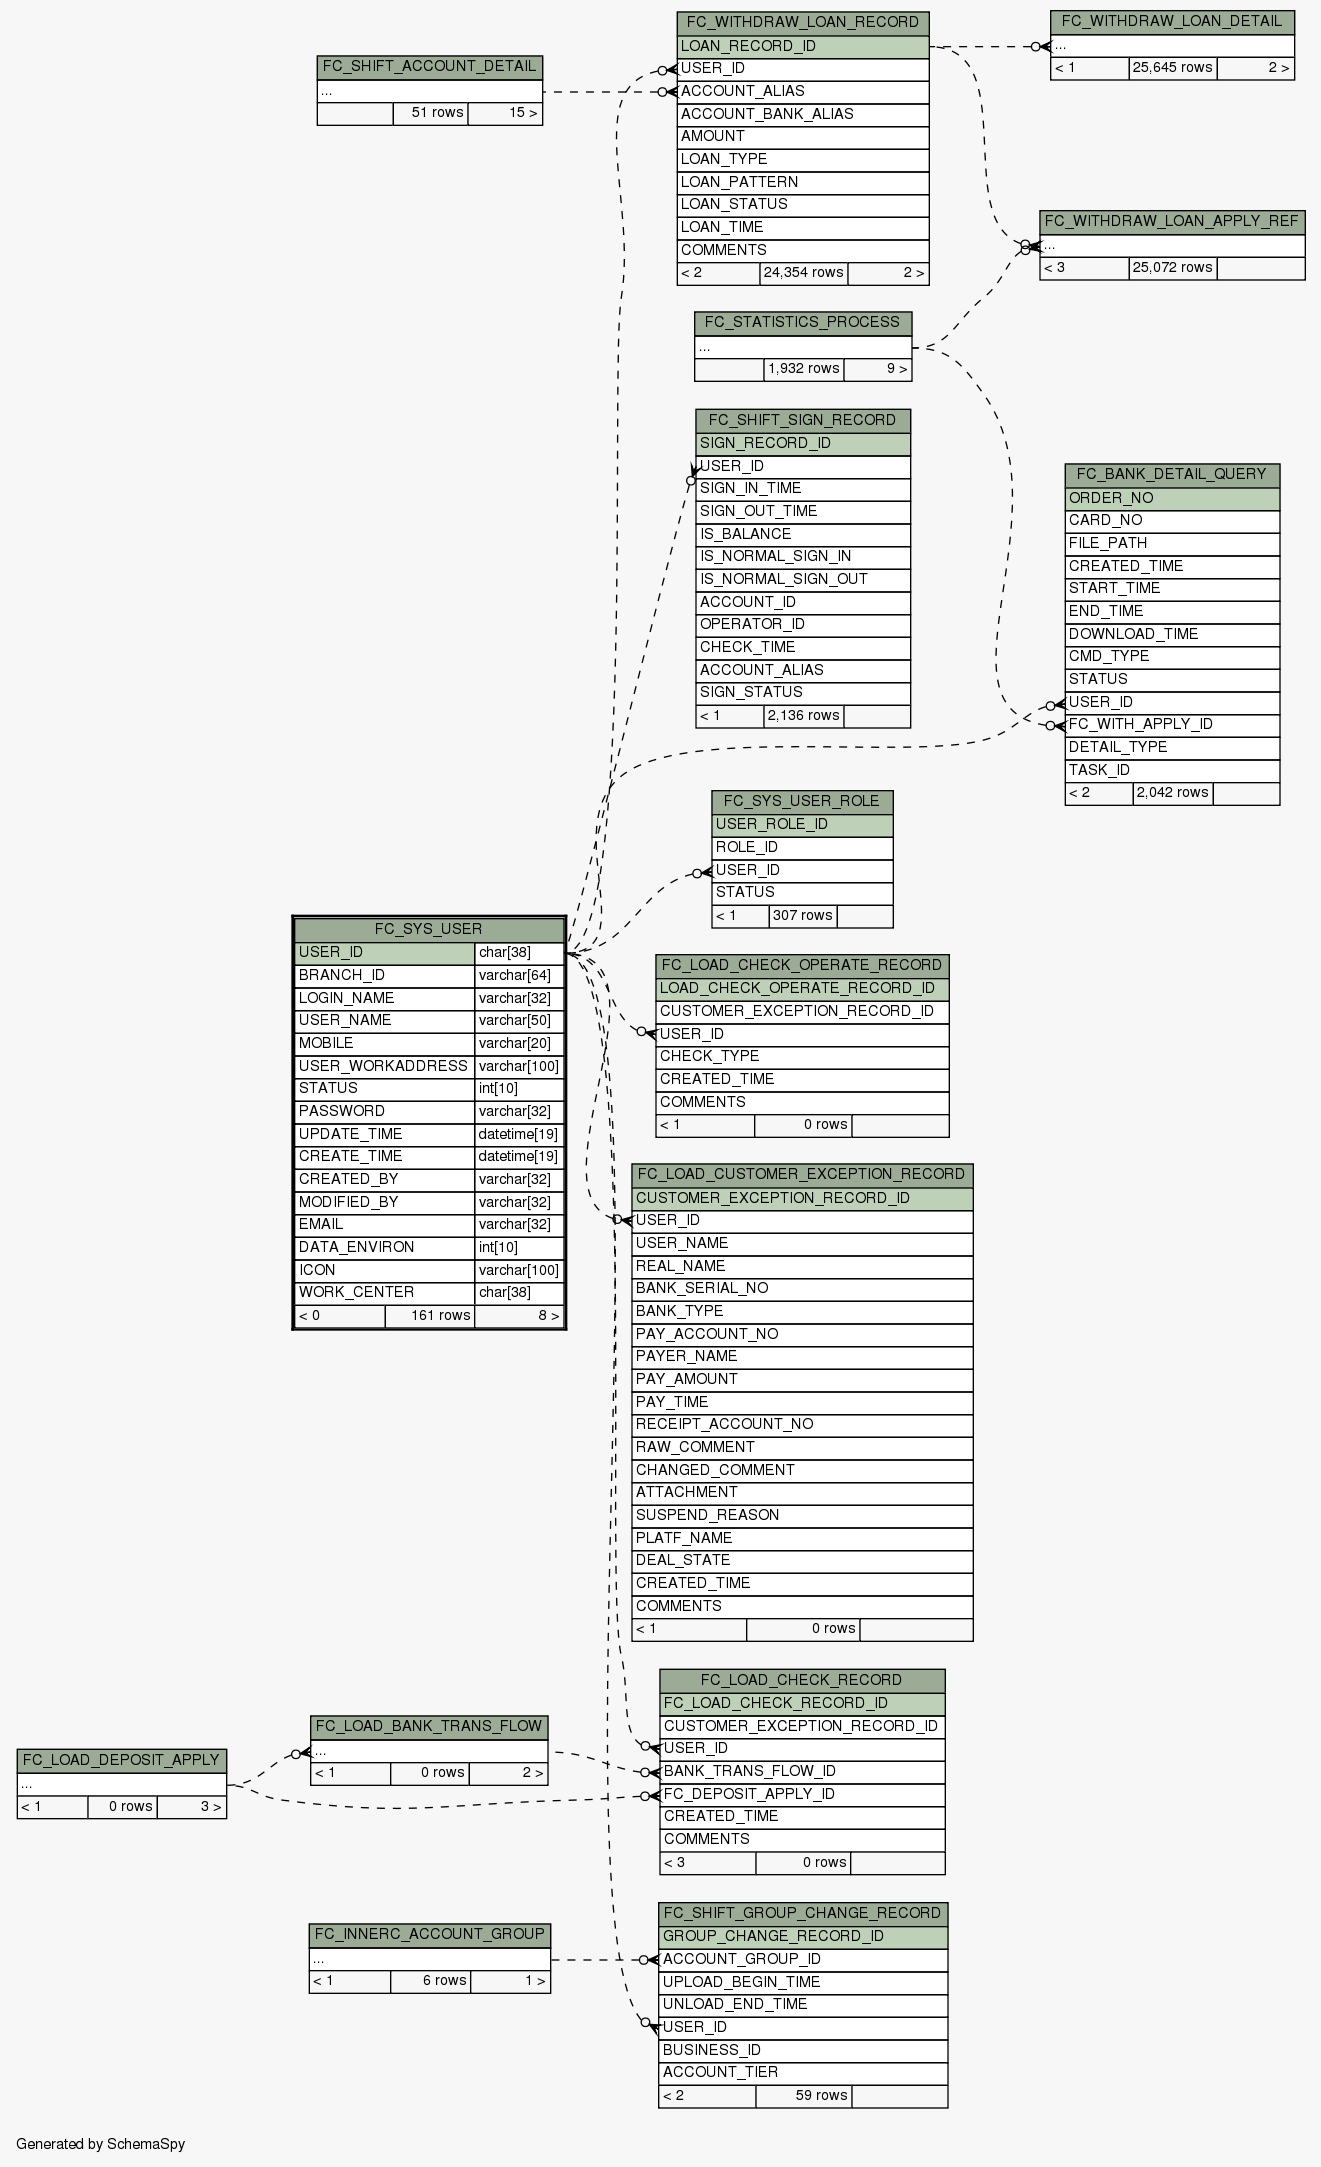 FC_WITHDRAW_LOAN_RECORD
LOAN_RECORD_ID
USER_ID
ACCOUNT_ALIAS
ACCOUNT_BANK_ALIAS
AMOUNT
LOAN_TYPE
LOAN_PATTERN
LOAN_STATUS
LOAN_TIME
COMMENTS
< 2 24,354 rows 2 >
FC_WITHDRAW_LOAN_DETAIL
...
< 1 25,645 rows 2 >
FC_SHIFT_ACCOUNT_DETAIL
...
51 rows 15 >
FC_WITHDRAW_LOAN_APPLY_REF
...
< 3 25,072 rows
FC_STATISTICS_PROCESS
...
1,932 rows 9 >
FC_SHIFT_SIGN_RECORD
SIGN_RECORD_ID
USER_ID
SIGN_IN_TIME
SIGN_OUT_TIME
IS_BALANCE
IS_NORMAL_SIGN_IN
IS_NORMAL_SIGN_OUT
ACCOUNT_ID
OPERATOR_ID
CHECK_TIME
ACCOUNT_ALIAS
SIGN_STATUS
< 1 2,136 rows
FC_BANK_DETAIL_QUERY
ORDER_NO
CARD_NO
FILE_PATH
CREATED_TIME
START_TIME
END_TIME
DOWNLOAD_TIME
CMD_TYPE
STATUS
USER_ID
FC_WITH_APPLY_ID
DETAIL_TYPE
TASK_ID
< 2 2,042 rows
FC_SYS_USER_ROLE
USER_ROLE_ID
ROLE_ID
USER_ID
STATUS
< 1 307 rows
FC_SYS_USER
USER_ID char[38]
BRANCH_ID varchar[64]
LOGIN_NAME varchar[32]
USER_NAME varchar[50]
MOBILE varchar[20]
USER_WORKADDRESS varchar[100]
STATUS int[10]
PASSWORD varchar[32]
UPDATE_TIME datetime[19]
CREATE_TIME datetime[19]
CREATED_BY varchar[32]
MODIFIED_BY varchar[32]
EMAIL varchar[32]
DATA_ENVIRON int[10]
ICON varchar[100]
WORK_CENTER char[38]
< 0 161 rows 8 >
FC_LOAD_CHECK_OPERATE_RECORD
LOAD_CHECK_OPERATE_RECORD_ID
CUSTOMER_EXCEPTION_RECORD_ID
USER_ID
CHECK_TYPE
CREATED_TIME
COMMENTS
< 1 0 rows
FC_LOAD_CUSTOMER_EXCEPTION_RECORD
CUSTOMER_EXCEPTION_RECORD_ID
USER_ID
USER_NAME
REAL_NAME
BANK_SERIAL_NO
BANK_TYPE
PAY_ACCOUNT_NO
PAYER_NAME
PAY_AMOUNT
PAY_TIME
RECEIPT_ACCOUNT_NO
RAW_COMMENT
CHANGED_COMMENT
ATTACHMENT
SUSPEND_REASON
PLATF_NAME
DEAL_STATE
CREATED_TIME
COMMENTS
< 1 0 rows
FC_LOAD_CHECK_RECORD
FC_LOAD_CHECK_RECORD_ID
CUSTOMER_EXCEPTION_RECORD_ID
USER_ID
BANK_TRANS_FLOW_ID
FC_DEPOSIT_APPLY_ID
CREATED_TIME
COMMENTS
< 3 0 rows
FC_LOAD_BANK_TRANS_FLOW
...
< 1 0 rows 2 >
FC_LOAD_DEPOSIT_APPLY
...
< 1 0 rows 3 >
FC_SHIFT_GROUP_CHANGE_RECORD
GROUP_CHANGE_RECORD_ID
ACCOUNT_GROUP_ID
UPLOAD_BEGIN_TIME
UNLOAD_END_TIME
USER_ID
BUSINESS_ID
ACCOUNT_TIER
< 2 59 rows
FC_INNERC_ACCOUNT_GROUP
...
< 1 6 rows 1 >
Generated by SchemaSpy